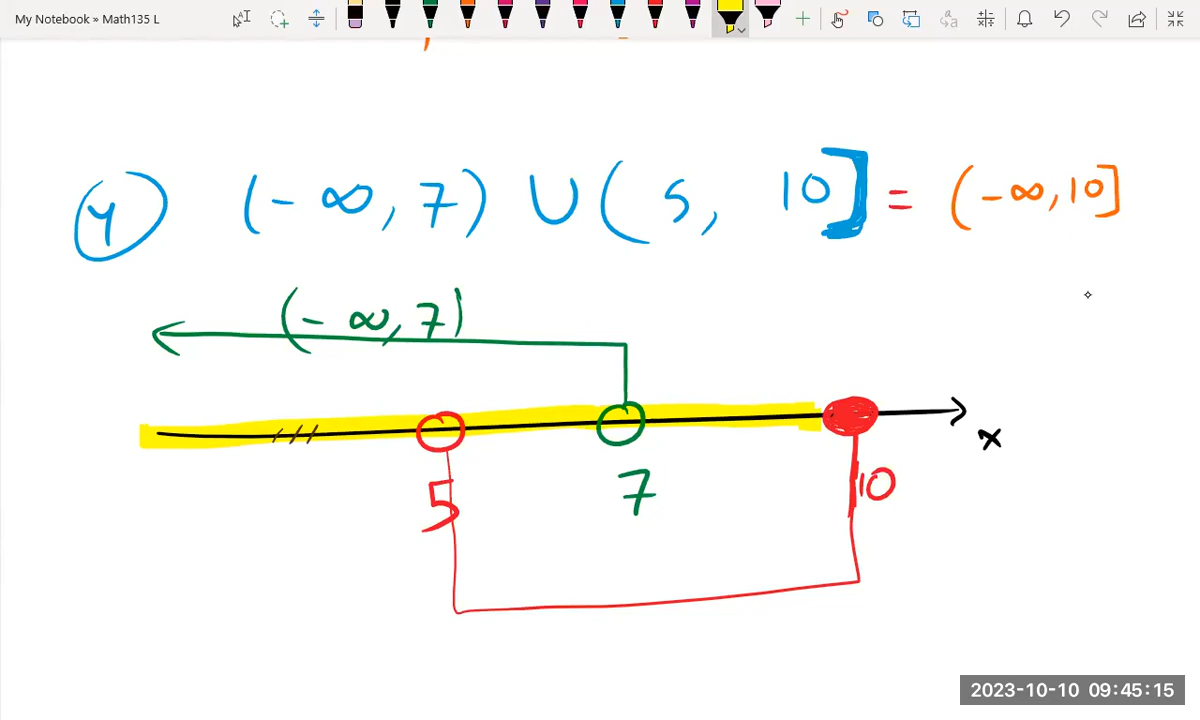 My Notebook » Math135 L
4 (-∞, 7) ∪ (5, 10] = (-∞, 10]
(-∞, 7)
x
5 7 10
2023-10-10 09:45:15